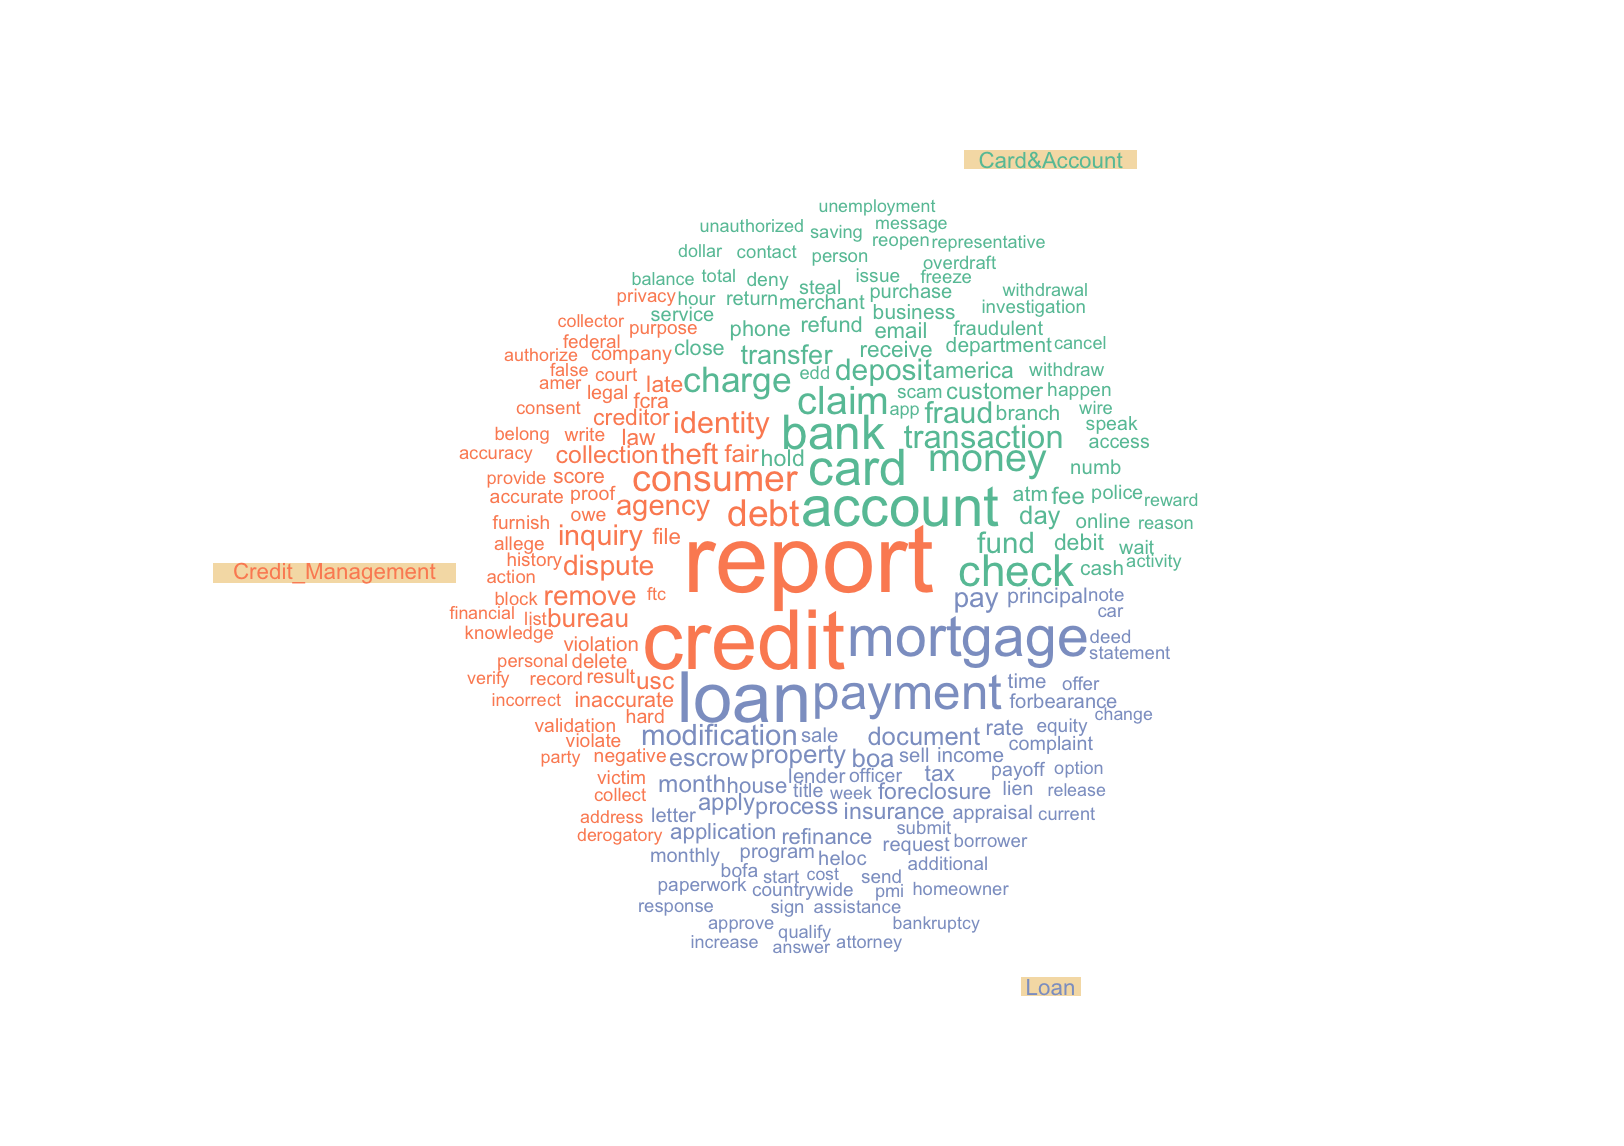 Card&Account
unemployment
unauthorized saving message
reopen representative
dollar contact person
overdraft
balance total deny steal issue freeze
privacy hour return merchant purchase withdrawal
service business investigation
collector purpose phone refund email fraudulent
federal close transfer receive department cancel
authorize company
false court late charge edd deposit america withdraw
amer legal fcra claim scam customer happen
consent creditor identity app fraud branch wire
belong write law bank transaction speak
accuracy collection theft fair hold card money access
provide score consumer numb
accurate proof agency debt account atm fee police reward
furnish owe day online reason
allege inquiry file report fund debit wait
history dispute check cash activity
Credit_Management
action
block remove ftc pay principal note
financial list bureau credit mortgage car
knowledge deed
violation statement
personal delete
verify record result usc loan payment time offer
incorrect inaccurate forbearance
hard change
validation modification sale document rate equity
violate complaint
party negative escrow property boa sell income
victim month house lender officer tax payoff option
collect title week foreclosure lien release
address letter apply process insurance appraisal current
derogatory application refinance submit
monthly program heloc request borrower
bofa start cost send additional
paperwork countrywide pmi homeowner
response sign assistance
approve qualify bankruptcy
increase answer attorney
Loan